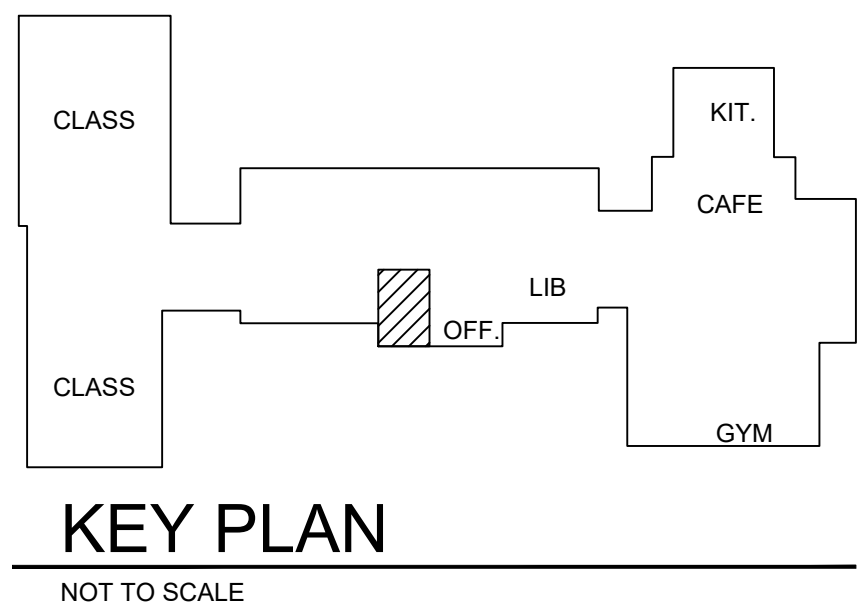 CLASS
KIT.
CAFE
LIB
OFF.
CLASS
GYM
KEY PLAN
NOT TO SCALE